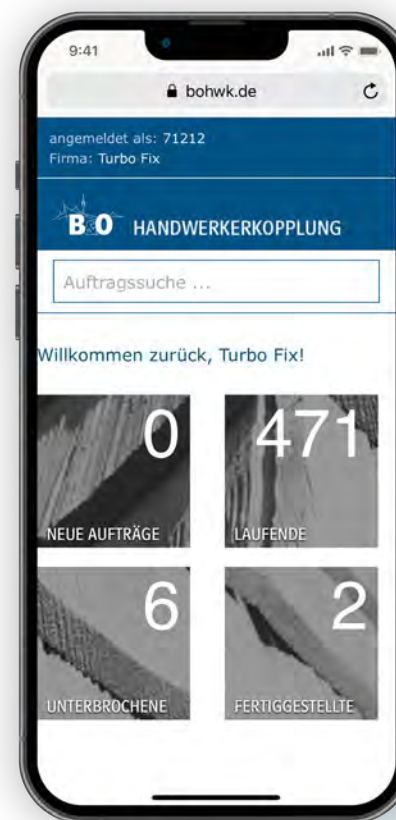 9:41
bohwk.de
angemeldet als: 71212
Firma: Turbo Fix
B&O HANDWERKERKOPPLUNG
Auftragssuche ...
Willkommen zurück, Turbo Fix!
0
NEUE AUFTRÄGE
471
LAUFENDE
6
UNTERBROCHENE
2
FERTIGGESTELLTE